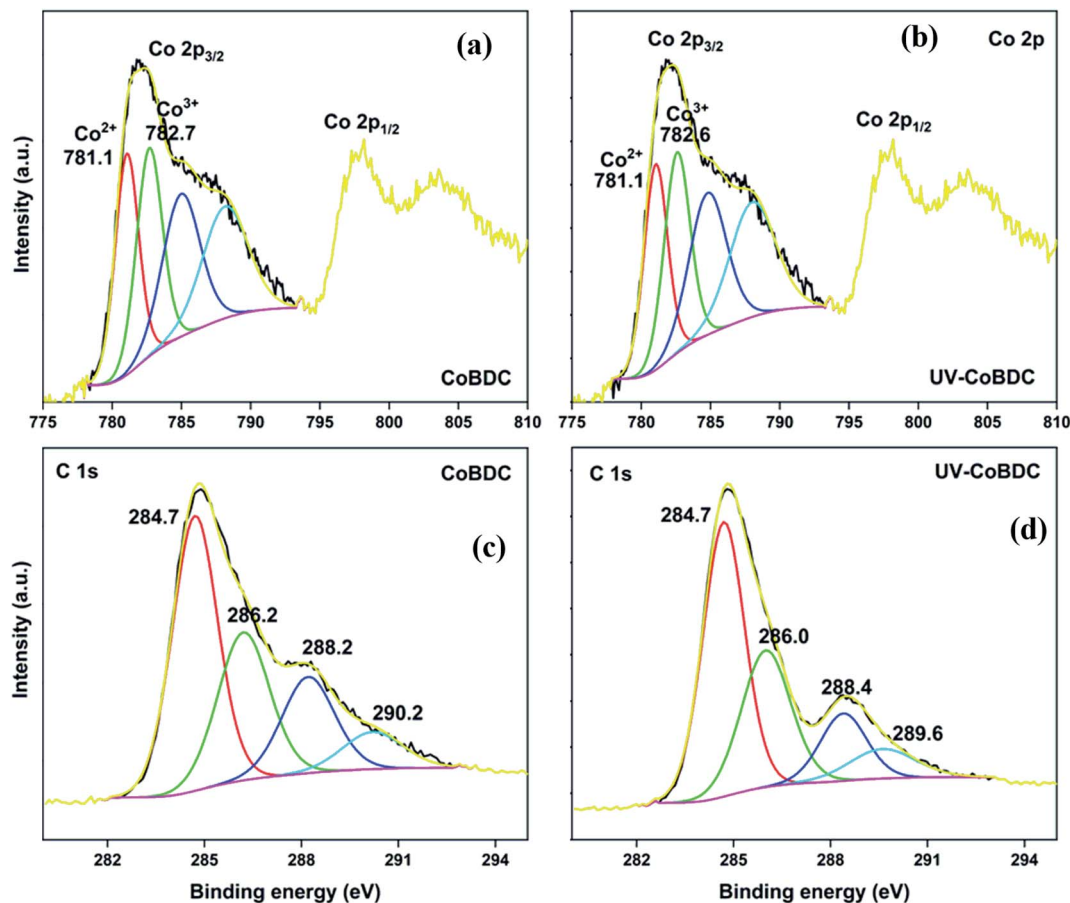 (a)
Co 2p3/2
Co3+
782.7
Co2+
781.1
Co 2p1/2
CoBDC
Intensity (a.u.)
775 780 785 790 795 800 805 810
(b)
Co 2p
Co 2p3/2
Co3+
782.6
Co2+
781.1
Co 2p1/2
UV-CoBDC
775 780 785 790 795 800 805 810
C 1s
CoBDC
(c)
284.7
286.2
288.2
290.2
Intensity (a.u.)
282 285 288 291 294
Binding energy (eV)
C 1s
UV-CoBDC
(d)
284.7
286.0
288.4
289.6
282 285 288 291 294
Binding energy (eV)